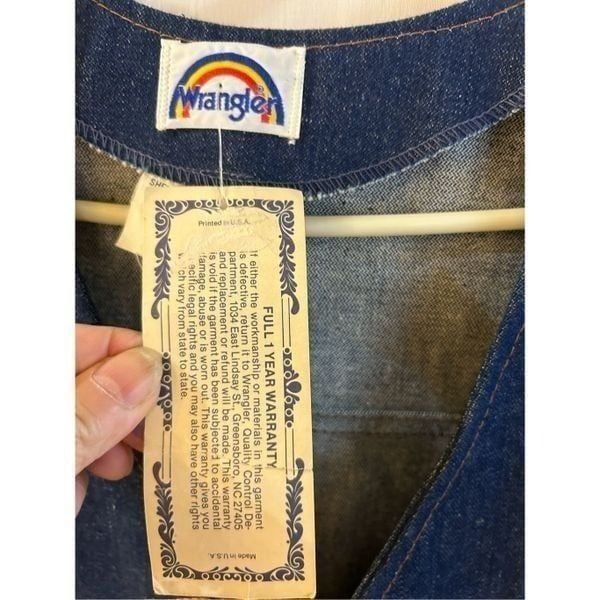 Wrangler
SHE
Printed in U.S.A.
FULL 1 YEAR WARRANTY
If either the workmanship or materials in this garment
is defective, return it to Wrangler, Quality Control De-
partment, 1034 East Lindsay St., Greensboro, NC 27405
and replacement or refund will be made. This warranty
is void if the garment has been subjected to accidental
damage, abuse or is worn out. This warranty gives you
specific legal rights and you may also have other rights
which vary from state to state.
Made in U.S.A.